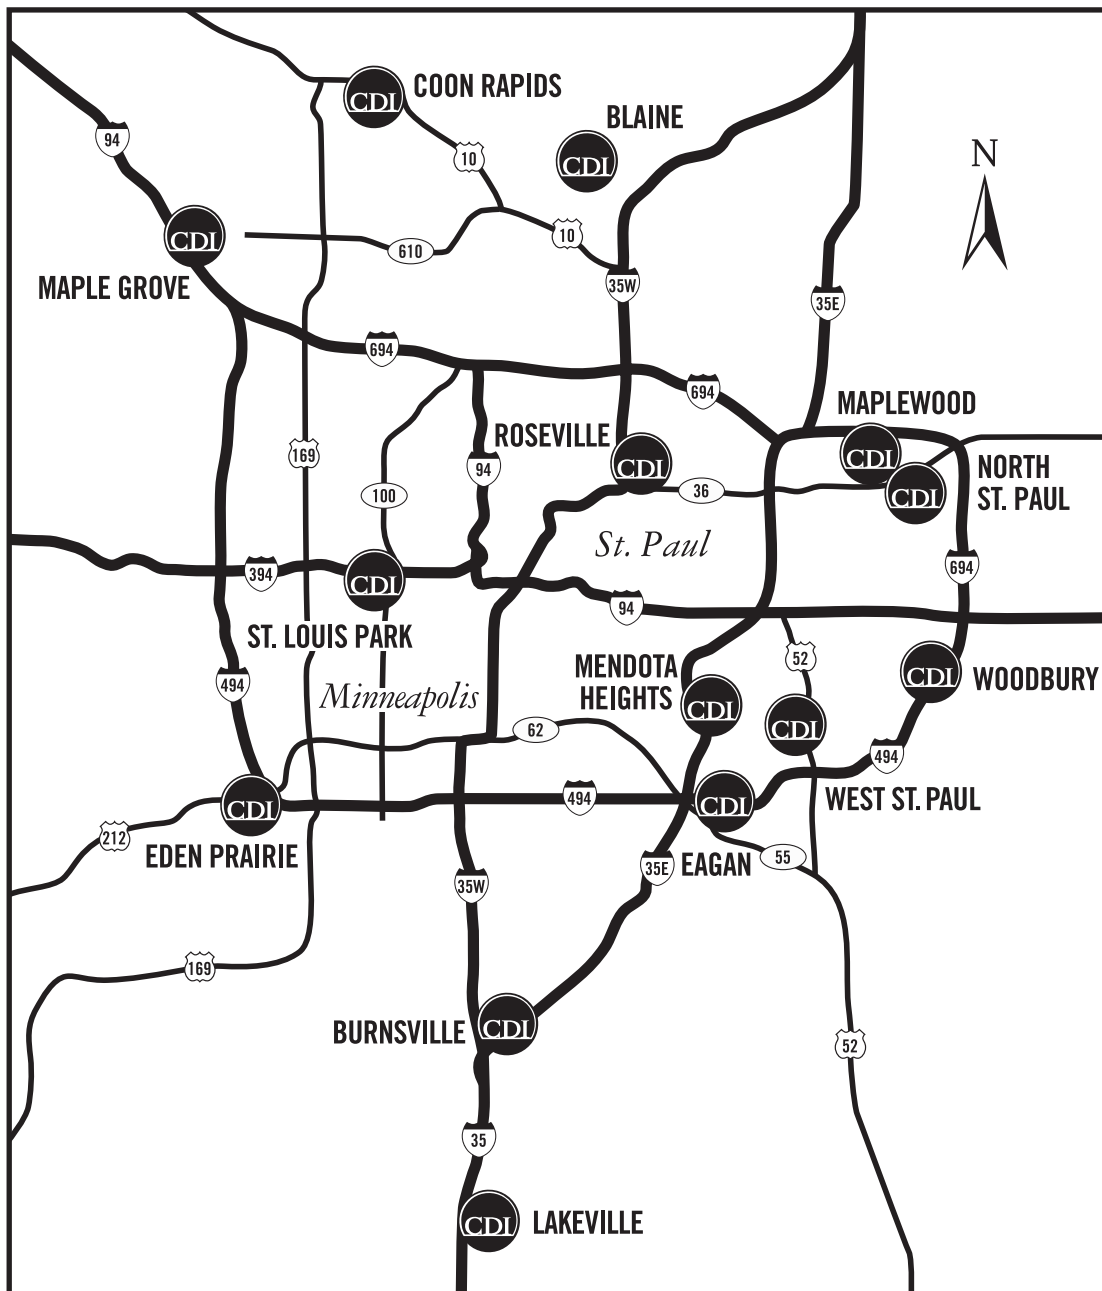 CDI
COON RAPIDS
BLAINE
CDI
94
10
N
CDI
10
610
MAPLE GROVE
35W
35E
694
694
MAPLEWOOD
ROSEVILLE
CDI
169
CDI
94
NORTH
ST. PAUL
100
36
CDI
St. Paul
394
CDI
694
94
ST. LOUIS PARK
52
MENDOTA
HEIGHTS
CDI
WOODBURY
494
Minneapolis
CDI
CDI
62
494
CDI
494
CDI
WEST ST. PAUL
212
EDEN PRAIRIE
55
35E
EAGAN
35W
169
CDI
BURNSVILLE
52
35
CDI
LAKEVILLE